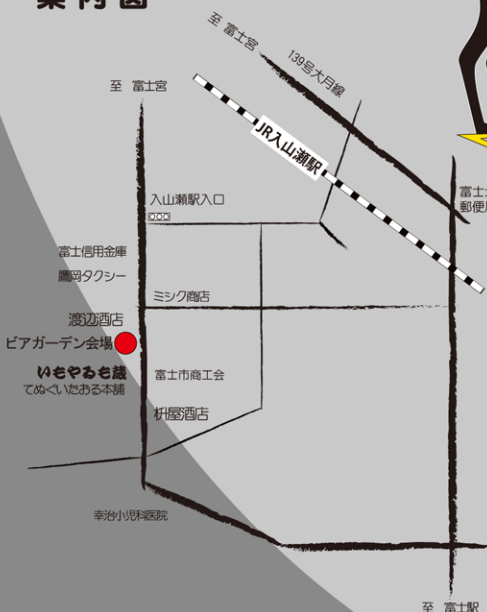 案内図
至 富士宮
139号大月線
至 富士宮
JR入山瀬駅
入山瀬駅入口
富士
郵便
富士信用金庫
鷹岡タクシー
ミシク商店
渡辺酒店
ビアガーデン会場
いもやるも蔵
てぬぐいたおる本舗
富士市商工会
枡屋酒店
幸治小児科医院
至 富士駅